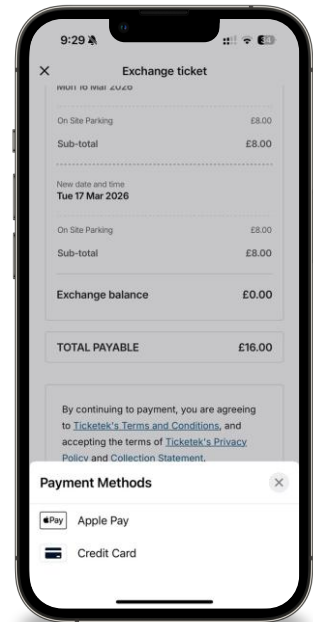 9:29
Exchange ticket
Mon 16 Mar 2026
On Site Parking £8.00
Sub-total £8.00
New date and time
Tue 17 Mar 2026
On Site Parking £8.00
Sub-total £8.00
Exchange balance £0.00
TOTAL PAYABLE £16.00
By continuing to payment, you are agreeing
to Ticketek's Terms and Conditions, and
accepting the terms of Ticketek's Privacy
Policy and Collection Statement.
Payment Methods
Pay Apple Pay
Credit Card